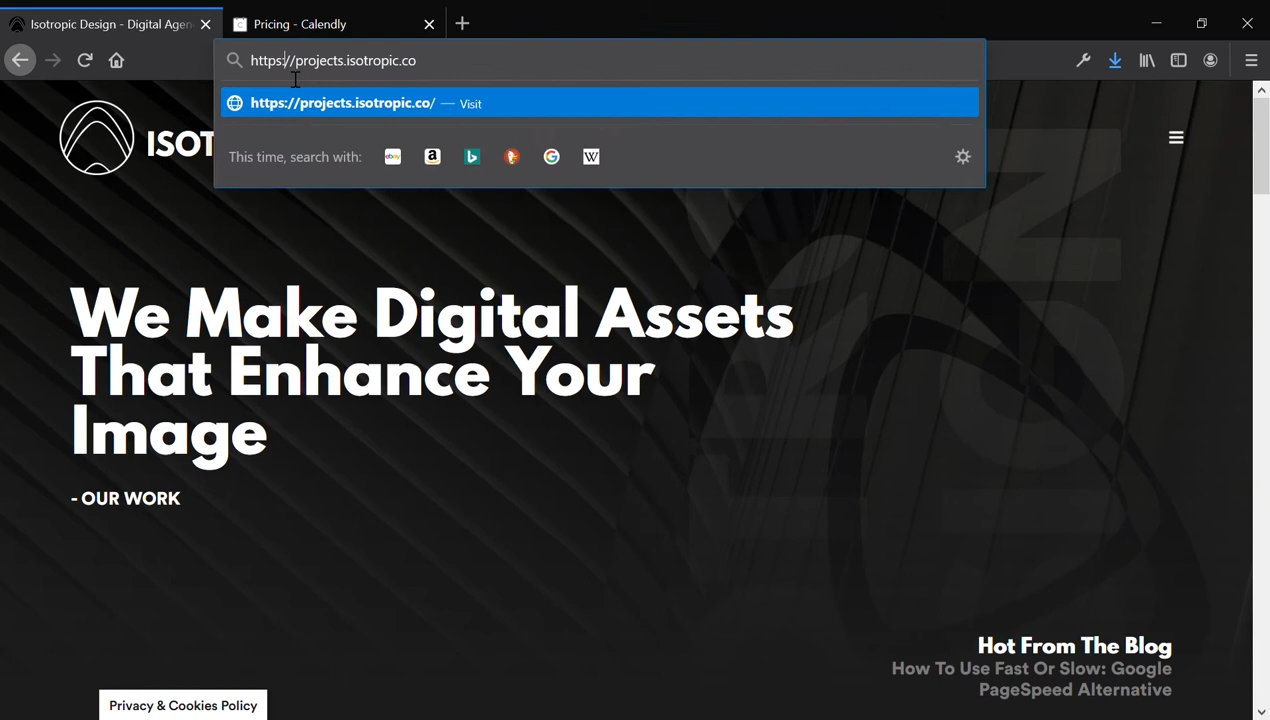 Isotropic Design - Digital Agen
Pricing - Calendly
https://projects.isotropic.co
https://projects.isotropic.co/ — Visit
This time, search with:
ebay a b G W
ISOT
We Make Digital Assets
That Enhance Your
Image
- OUR WORK
Hot From The Blog
How To Use Fast Or Slow: Google
PageSpeed Alternative
Privacy & Cookies Policy